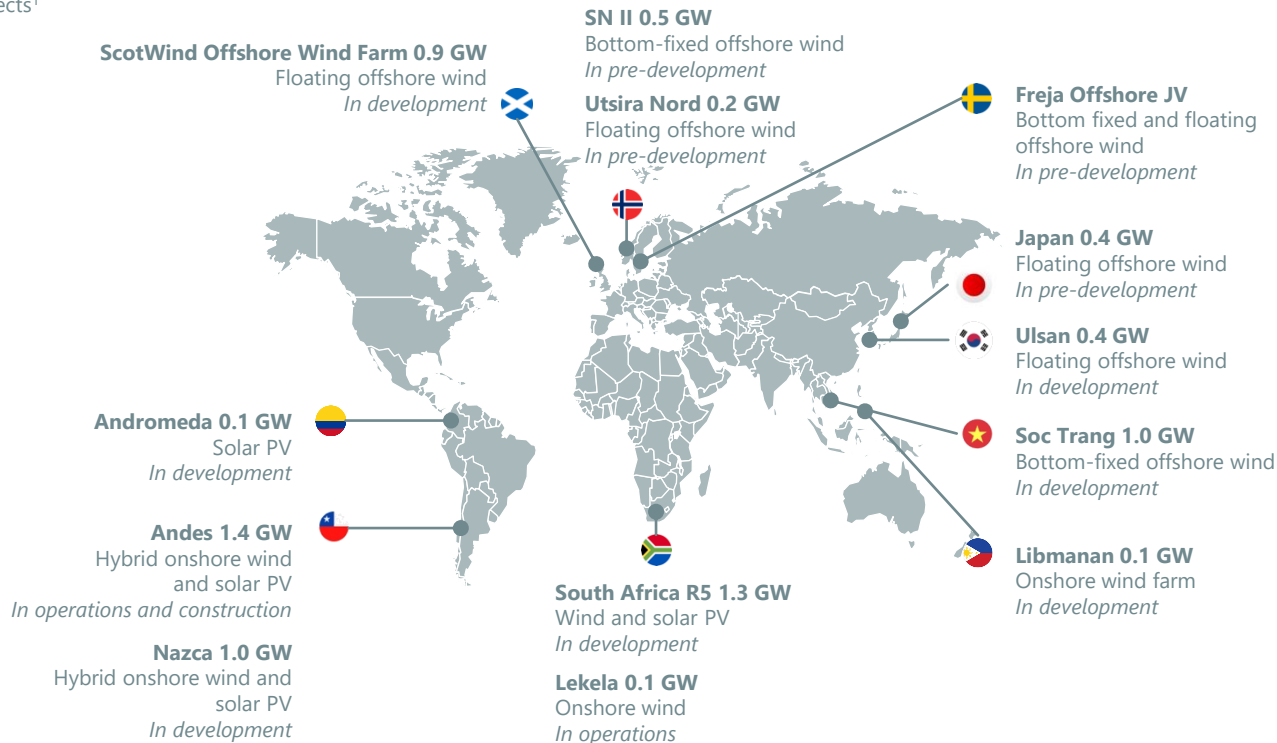 ects¹
ScotWind Offshore Wind Farm 0.9 GW
Floating offshore wind
In development
SN II 0.5 GW
Bottom-fixed offshore wind
In pre-development
Utsira Nord 0.2 GW
Floating offshore wind
In pre-development
Freja Offshore JV
Bottom fixed and floating
offshore wind
In pre-development
Japan 0.4 GW
Floating offshore wind
In pre-development
Ulsan 0.4 GW
Floating offshore wind
In development
Soc Trang 1.0 GW
Bottom-fixed offshore wind
In development
Libmanan 0.1 GW
Onshore wind farm
In development
Andromeda 0.1 GW
Solar PV
In development
Andes 1.4 GW
Hybrid onshore wind
and solar PV
In operations and construction
Nazca 1.0 GW
Hybrid onshore wind and
solar PV
In development
South Africa R5 1.3 GW
Wind and solar PV
In development
Lekela 0.1 GW
Onshore wind
In operations